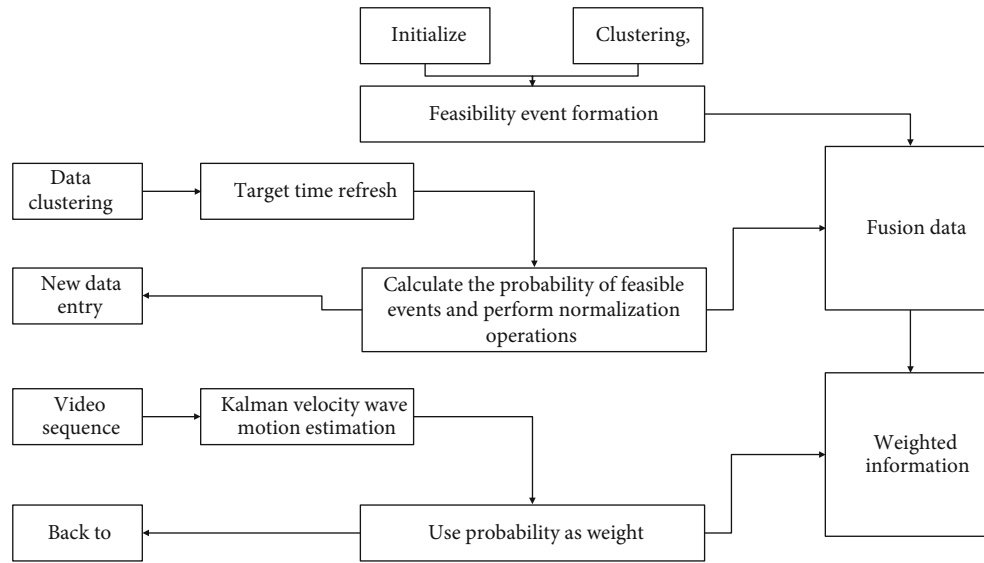 Initialize
Clustering,
Feasibility event formation
Data
clustering
Target time refresh
Fusion data
New data
entry
Calculate the probability of feasible
events and perform normalization
operations
Video
sequence
Kalman velocity wave
motion estimation
Weighted
information
Back to
Use probability as weight